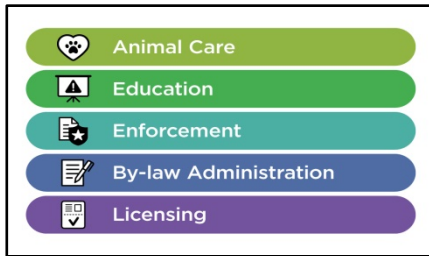 Animal Care
Education
Enforcement
By-law Administration
Licensing